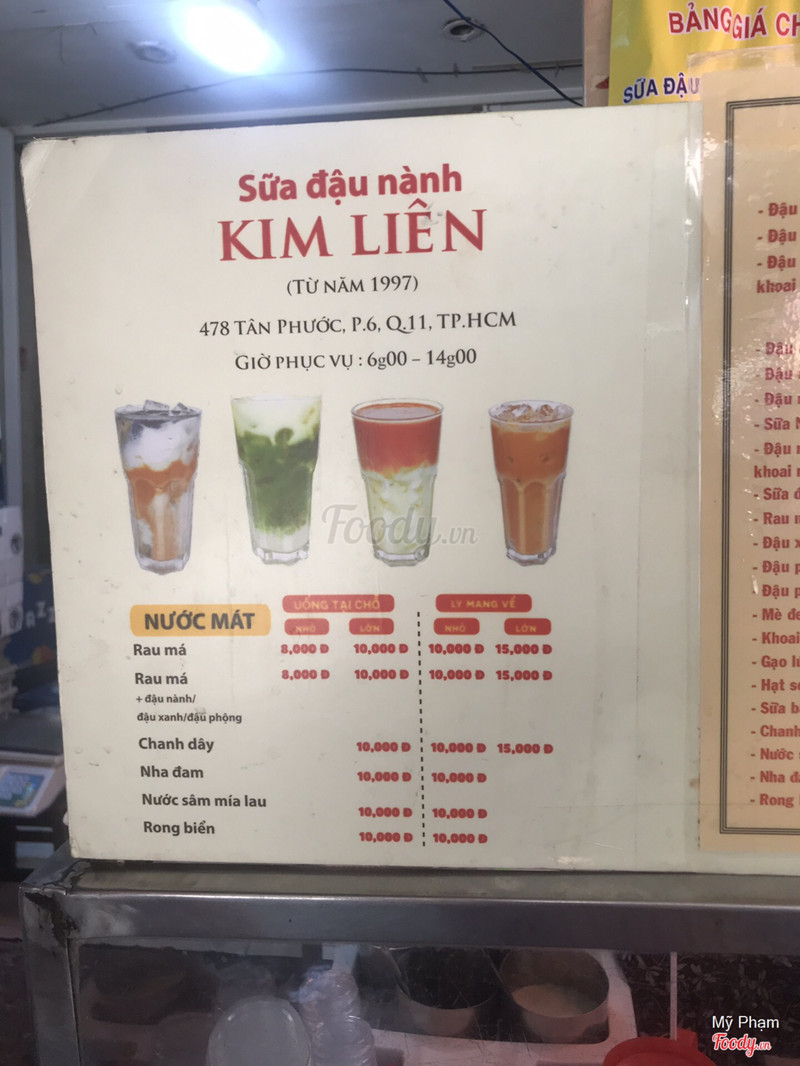 BẢNG GIÁ
SỮA ĐẬU
Sữa đậu nành
KIM LIÊN
(TỪ NĂM 1997)
478 TÂN PHƯỚC, P.6, Q.11, TP.HCM
GIỜ PHỤC VỤ : 6g00 – 14g00
Foody.vn
NƯỚC MÁT UỐNG TẠI CHỖ LY MANG VỀ
NHỎ LỚN NHỎ LỚN
Rau má 8,000 Đ 10,000 Đ 10,000 Đ 15,000 Đ
Rau má 8,000 Đ 10,000 Đ 10,000 Đ 15,000 Đ
+ đậu nành/
đậu xanh/đậu phộng
Chanh dây 10,000 Đ 10,000 Đ 15,000 Đ
Nha đam 10,000 Đ 10,000 Đ
Nước sâm mía lau 10,000 Đ 10,000 Đ
Rong biển 10,000 Đ 10,000 Đ
- Đậu
- Đậu
- Đậu
khoai
- Đậu
- Đậu
- Đậu
- Sữa
- Đậu
khoai
- Sữa
- Rau
- Đậu
- Đậu
- Đậu
- Mè
- Khoai
- Gạo
- Hạt
- Sữa
- Chanh
- Nước
- Nha
- Rong
Mỹ Phạm
Foody.vn